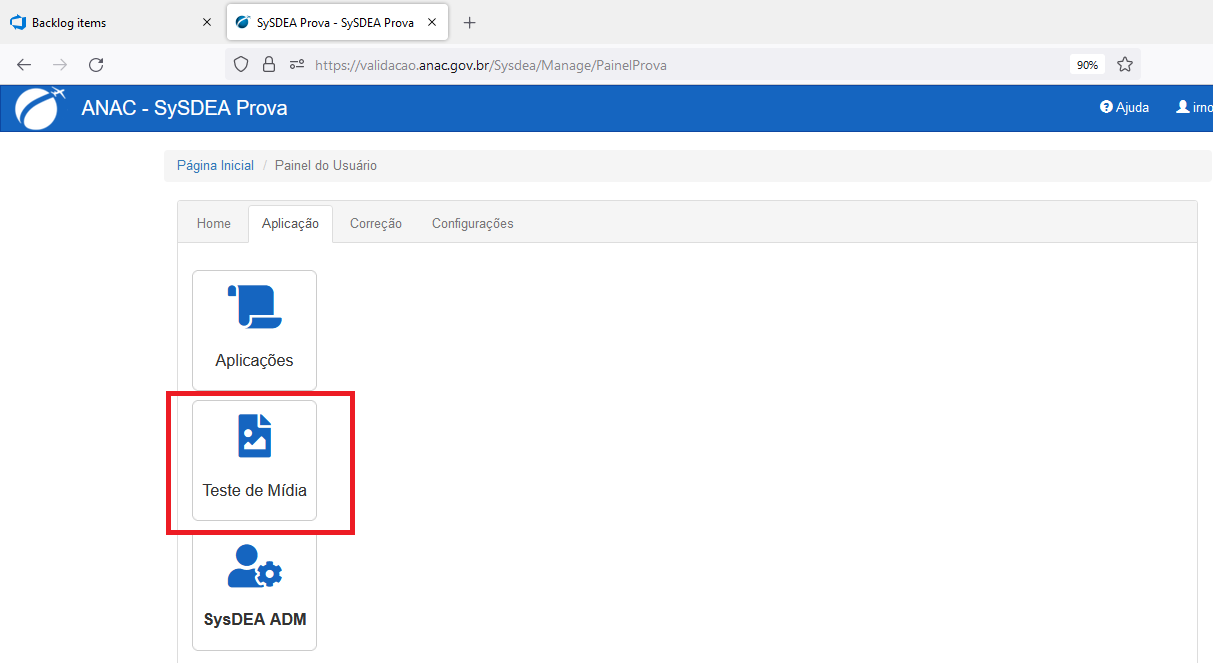 Backlog items
SySDEA Prova - SySDEA Prova
https://validacao.anac.gov.br/Sysdea/Manage/PainelProva
90%
ANAC - SySDEA Prova
Ajuda
irno
Página Inicial / Painel do Usuário
Home
Aplicação
Correção
Configurações
Aplicações
Teste de Mídia
SysDEA ADM